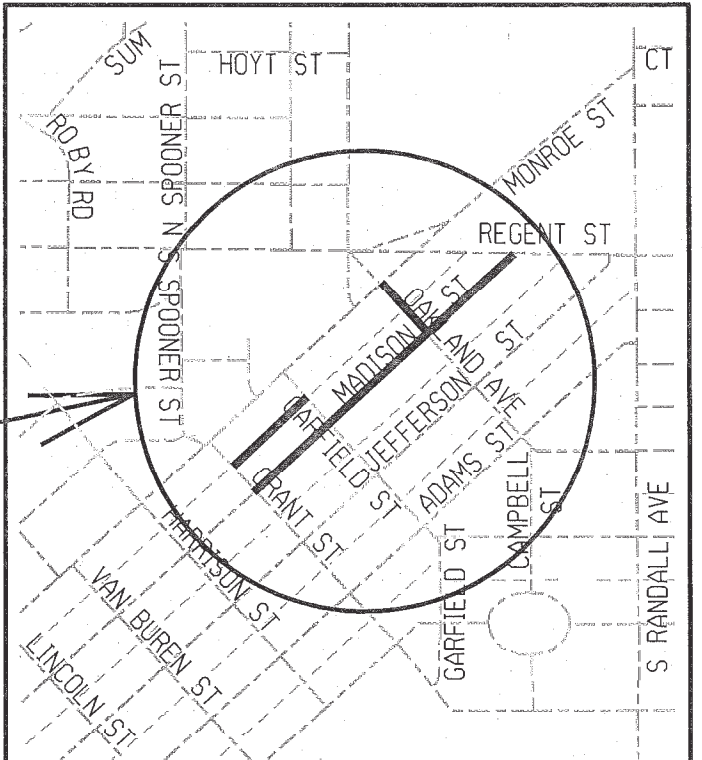 SUM
HOYT ST
CT
ROBY RD
N SPOONER ST
MONROE ST
REGENT ST
S SPOONER ST
OAKLAND AVE
MADISON ST
GARFIELD ST
JEFFERSON ST
ADAMS ST
GRANT ST
CAMPBELL ST
HARRISON ST
GARFIELD ST
S RANDALL AVE
VAN BUREN ST
LINCOLN ST